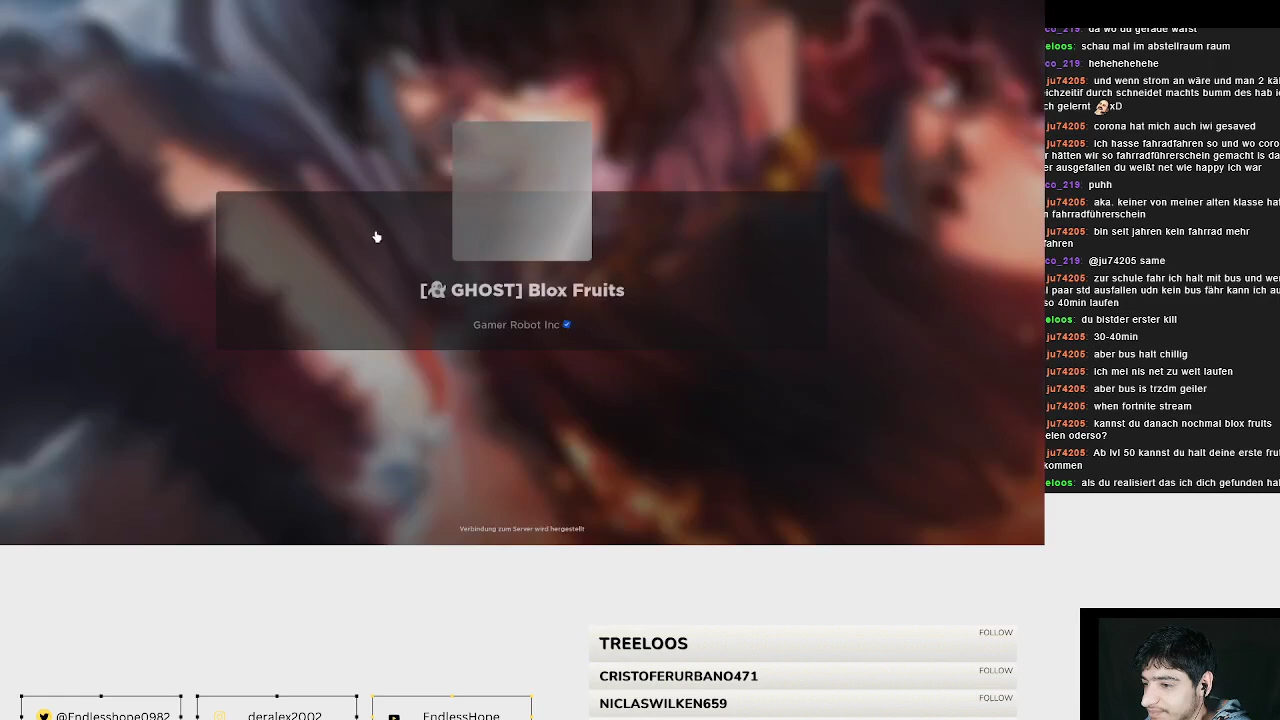 [👻 GHOST] Blox Fruits
Gamer Robot Inc
Verbindung zum Server wird hergestellt
co_219: da wo du gerade warst
eloos: schau mal im abstellraum raum
co_219: hehehehehehe
ju74205: und wenn strom an wäre und man 2 kä
eichzeitif durch schneidet machts bumm des hab i
ch gelernt xD
ju74205: corona hat mich auch iwi gesaved
ju74205: Ich hasse fahradfahren so und wo coro
r hätten wir so fahrradführerschein gemacht is da
er ausgefallen du weißt net wie happy ich war
co_219: puhh
ju74205: aka. keiner von meiner alten klasse hat
n fahrradführerschein
ju74205: bin seit jahren kein fahrrad mehr
fahren
co_219: @ju74205 same
ju74205: zur schule fahr ich halt mit bus und we
l paar std ausfallen udn kein bus fähr kann ich au
so 40min laufen
eloos: du bistder erster kill
ju74205: 30-40min
ju74205: aber bus halt chillig
ju74205: ich mei nis net zu welt laufen
ju74205: aber bus is trzdm geiler
ju74205: when fortnite stream
ju74205: kannst du danach nochmal blox fruits
elen oderso?
ju74205: Ab lvl 50 kannst du halt deine erste fru
kommen
eloos: als du realisiert das ich dich gefunden ha
TREELOOS
FOLLOW
CRISTOFERURBANO471
FOLLOW
NICLASWILKEN659
FOLLOW
@Endlesshope0982
deralex2002
EndlessHope